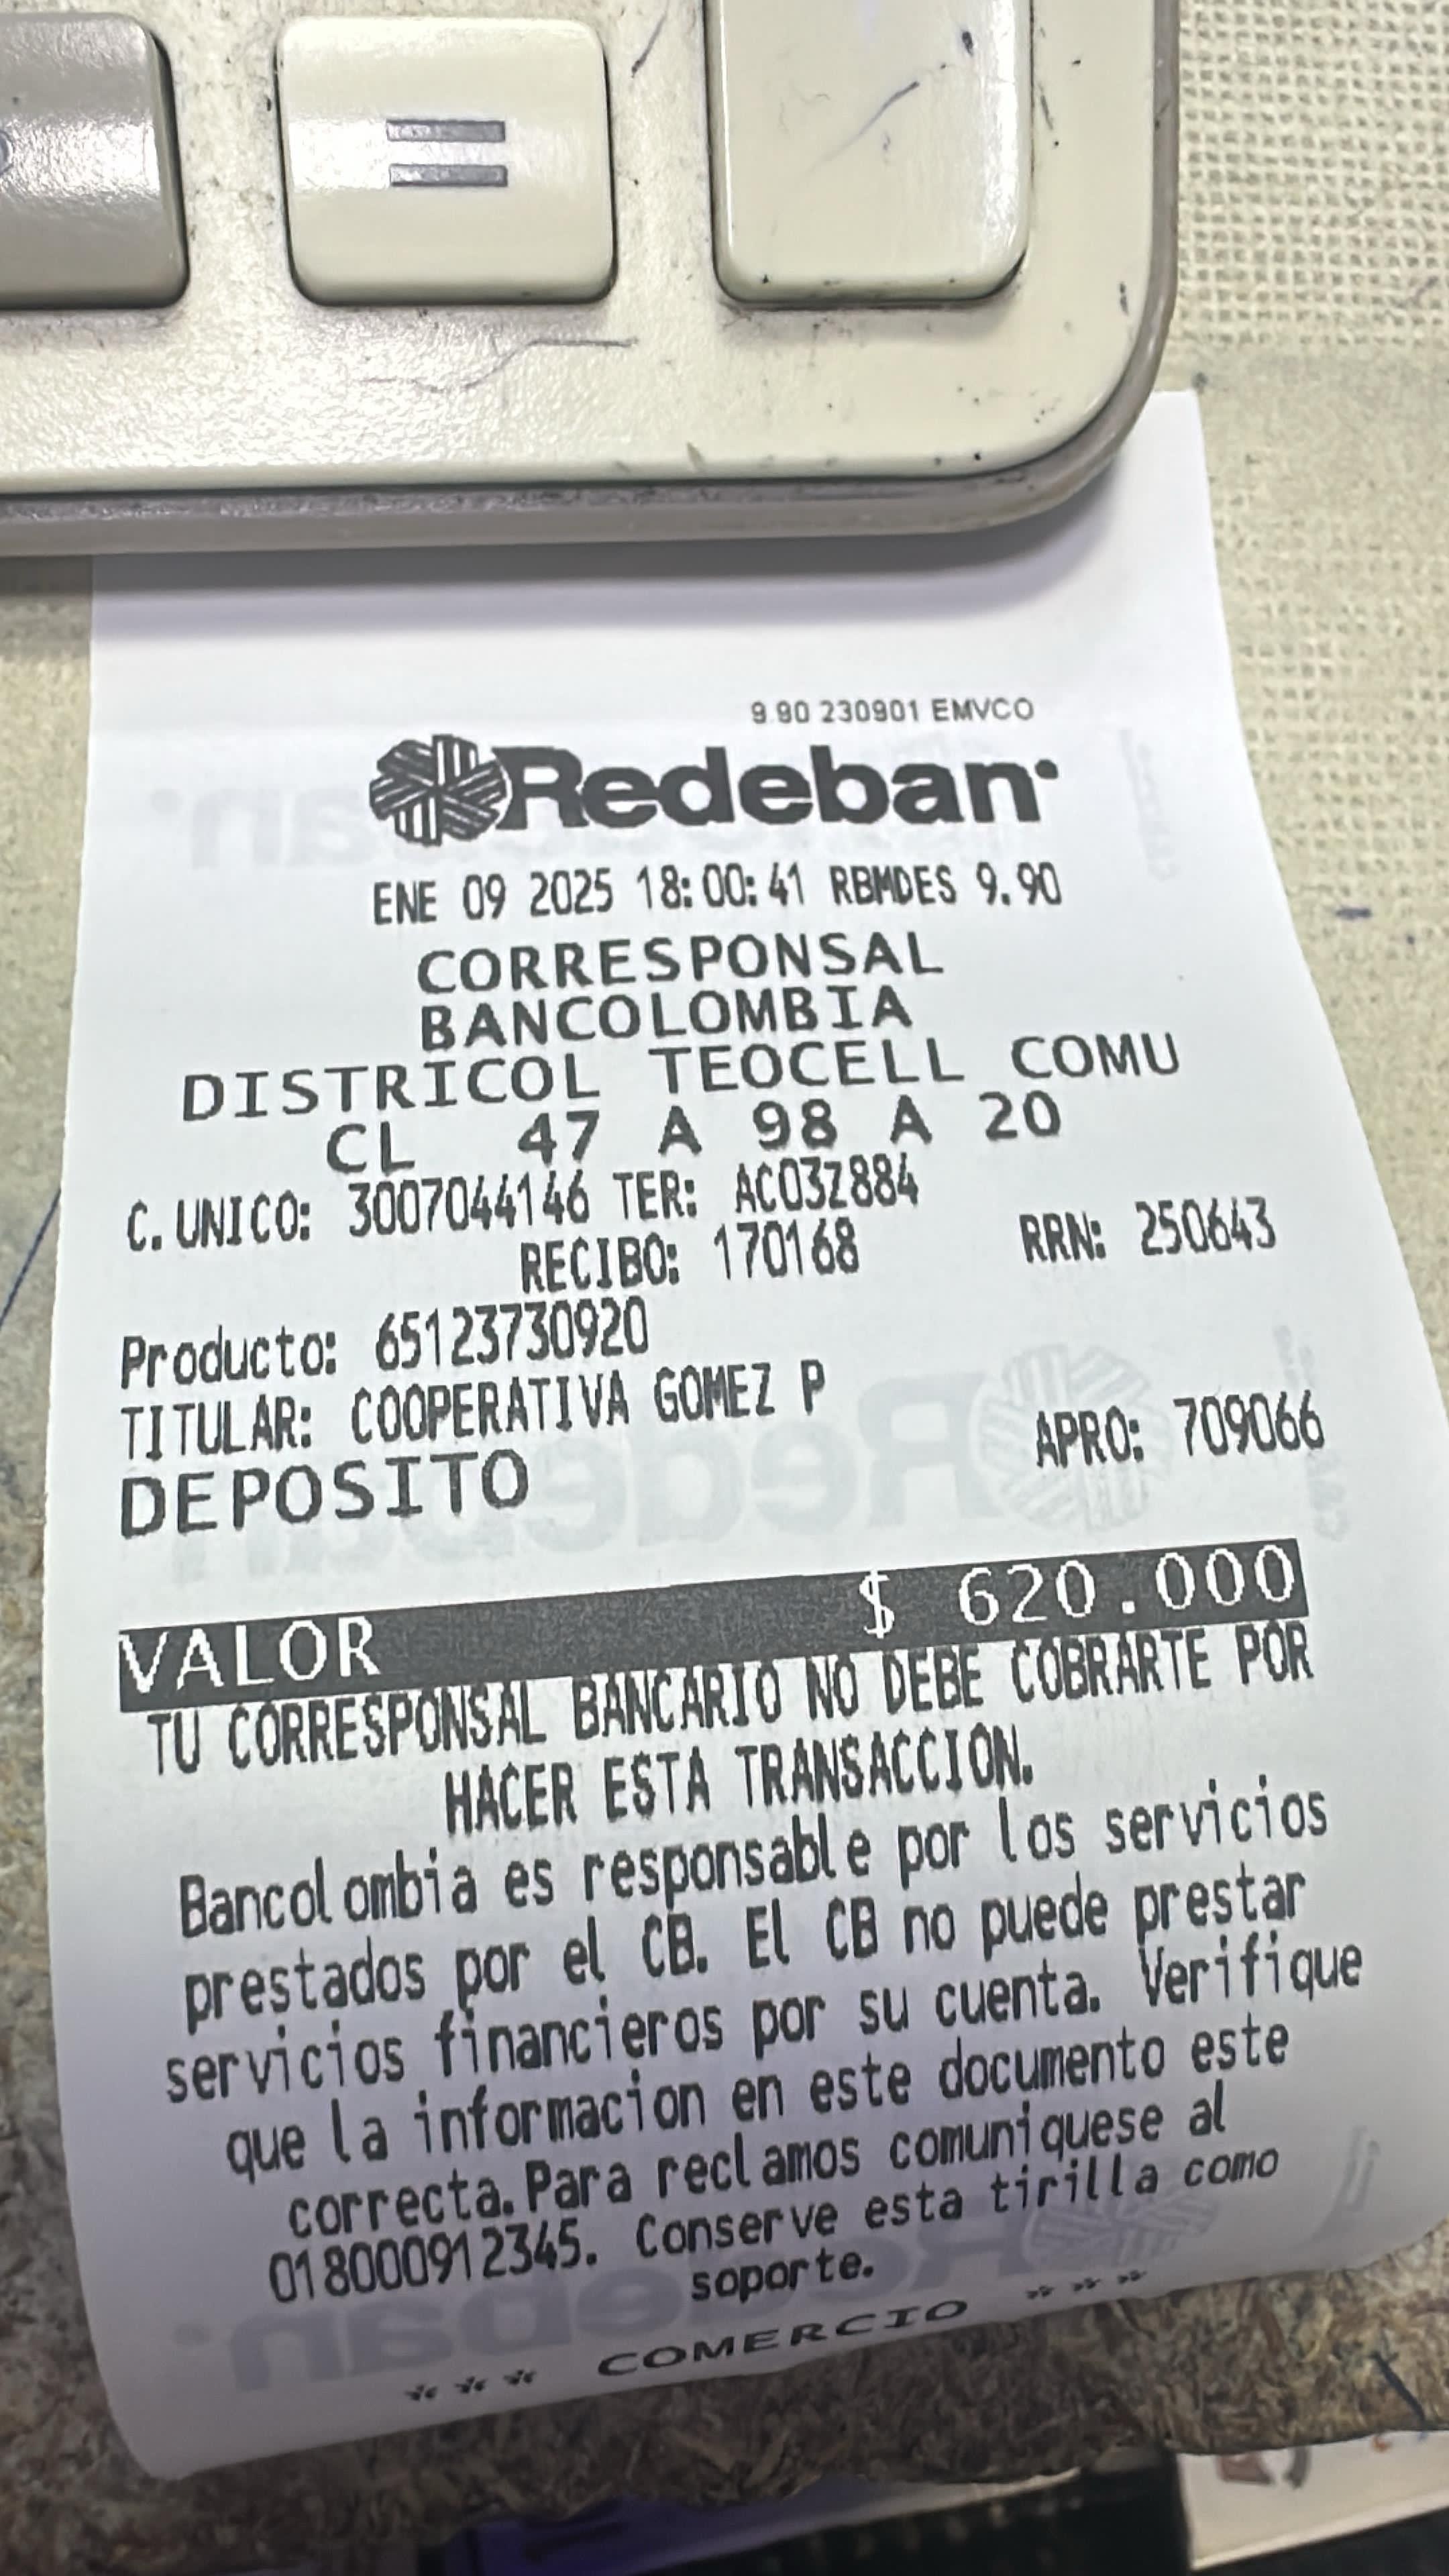 =
9.90 230901 EMVCO
Redeban
ENE 09 2025 18:00:41 RBMDES 9.90
CORRESPONSAL
BANCOLOMBIA
DISTRICOL TEOCELL COMU
CL 47 A 98 A 20
C.UNICO: 3007044146 TER: AC03Z884
RECIBO: 170168 RRN: 250643
Producto: 65123730920
TITULAR: COOPERATIVA GOMEZ P
DEPOSITO APRO: 709066
VALOR $ 620.000
TU CORRESPONSAL BANCARIO NO DEBE COBRARTE POR
HACER ESTA TRANSACCION.
Bancolombia es responsable por los servicios
prestados por el CB. El CB no puede prestar
servicios financieros por su cuenta. Verifique
que la informacion en este documento este
correcta.Para reclamos comuniquese al
018000912345. Conserve esta tirilla como
soporte.
*** COMERCIO ***